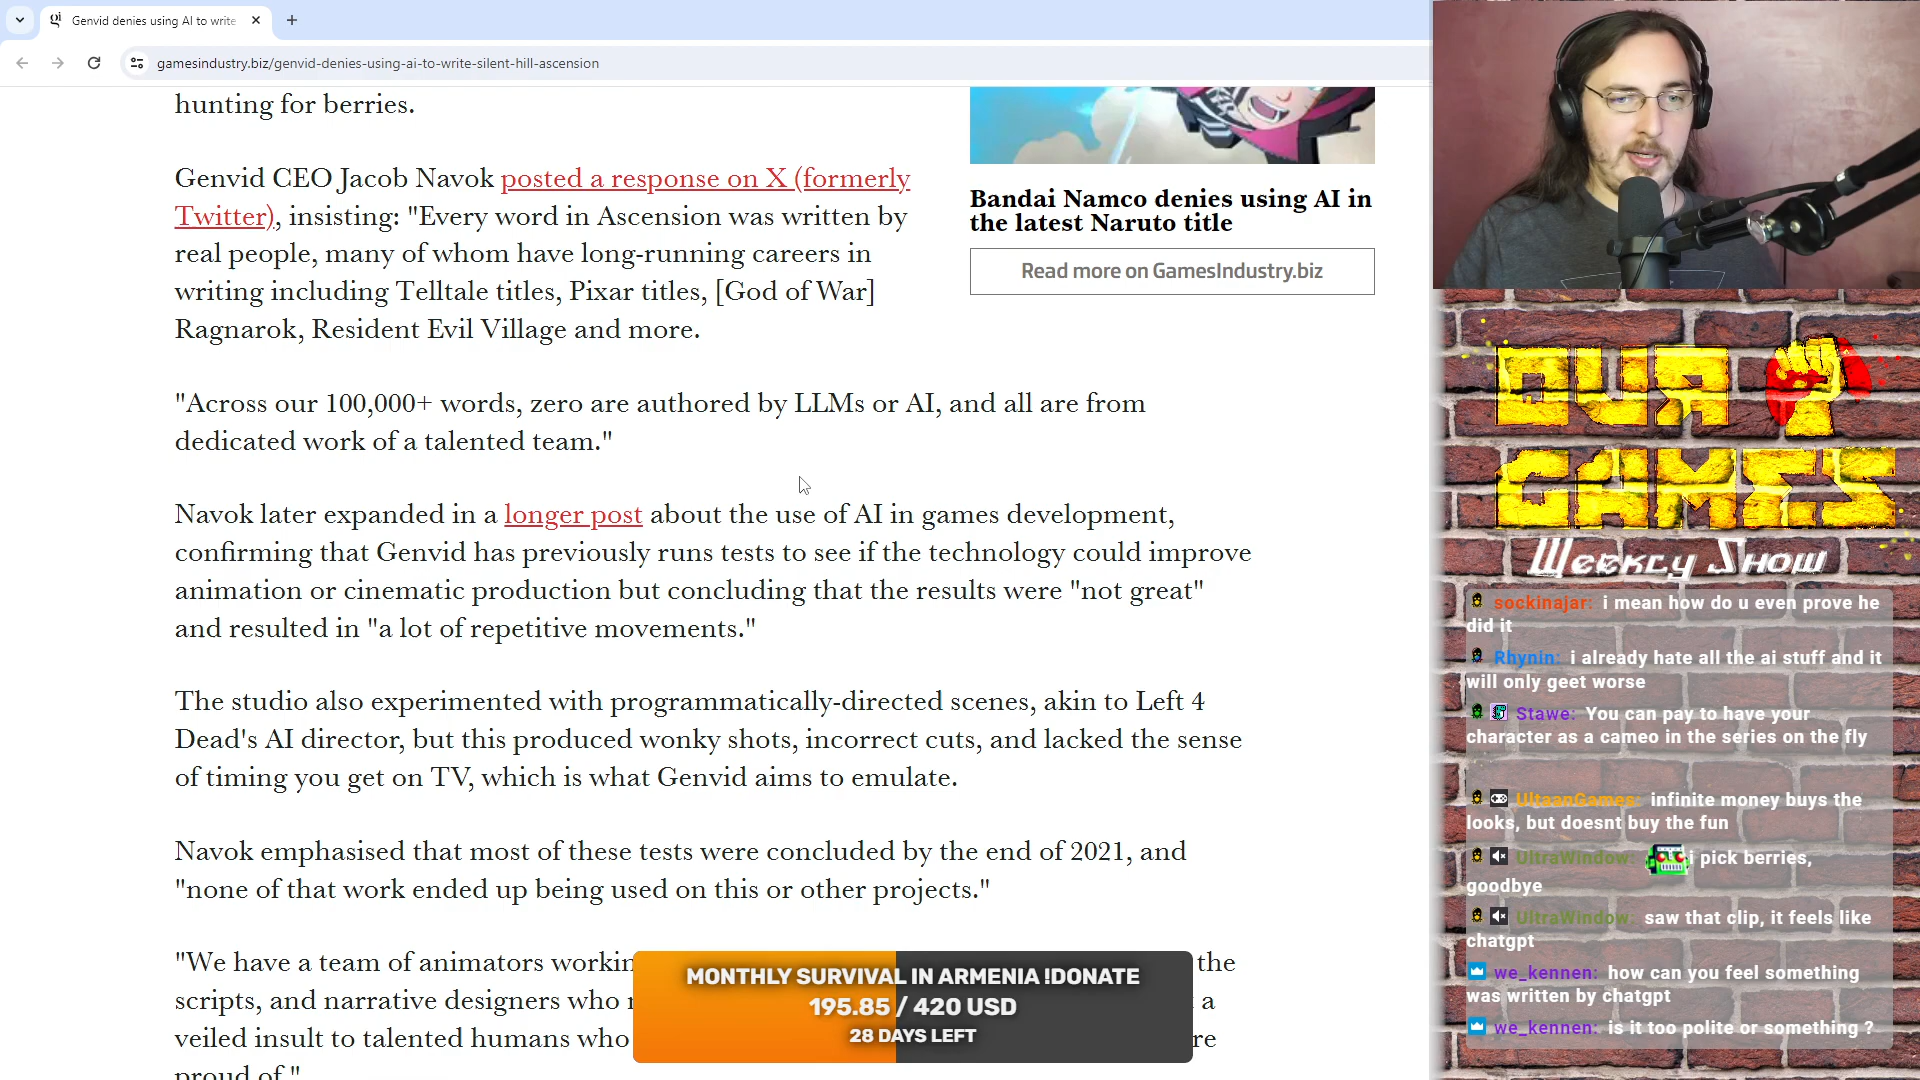 Genvid denies using AI to write
gamesindustry.biz/genvid-denies-using-ai-to-write-silent-hill-ascension
hunting for berries.
Genvid CEO Jacob Navok posted a response on X (formerly
Twitter), insisting: "Every word in Ascension was written by
real people, many of whom have long-running careers in
writing including Telltale titles, Pixar titles, [God of War]
Ragnarok, Resident Evil Village and more.
Bandai Namco denies using AI in
the latest Naruto title
Read more on GamesIndustry.biz
"Across our 100,000+ words, zero are authored by LLMs or AI, and all are from
dedicated work of a talented team."
Navok later expanded in a longer post about the use of AI in games development,
confirming that Genvid has previously runs tests to see if the technology could improve
animation or cinematic production but concluding that the results were "not great"
and resulted in "a lot of repetitive movements."
The studio also experimented with programmatically-directed scenes, akin to Left 4
Dead's AI director, but this produced wonky shots, incorrect cuts, and lacked the sense
of timing you get on TV, which is what Genvid aims to emulate.
Navok emphasised that most of these tests were concluded by the end of 2021, and
"none of that work ended up being used on this or other projects."
"We have a team of animators the
scripts, and narrative designers who a
veiled insult to talented humans who
proud of."
MONTHLY SURVIVAL IN ARMENIA !DONATE
195.85 / 420 USD
28 DAYS LEFT
OUR
GAMES
Weekly Show
sockinajar: i mean how do u even prove he
did it
Rhynin: i already hate all the ai stuff and it
will only geet worse
Stawe: You can pay to have your
character as a cameo in the series on the fly
UltaanGames: infinite money buys the
looks, but doesnt buy the fun
UltraWindow: i pick berries,
goodbye
UltraWindow: saw that clip, it feels like
chatgpt
we_kennen: how can you feel something
was written by chatgpt
we_kennen: is it too polite or something ?